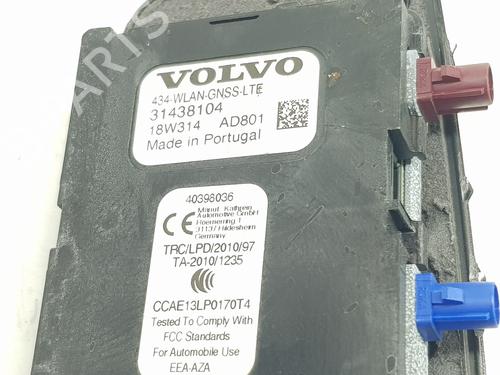 VOLVO
434-WLAN-GNSS-LTE
31438104
18W314 AD801
Made in Portugal
40398036
CE
Manuf. Kathrein
Automotive GmbH
Roemerring 1
31137 Hildesheim
Germany
TRC/LPD/2010/97
TA-2010/1235
CCAE13LP0170T4
Tested To Comply With
FCC Standards
For Automobile Use
EEA-AZA
PARTS